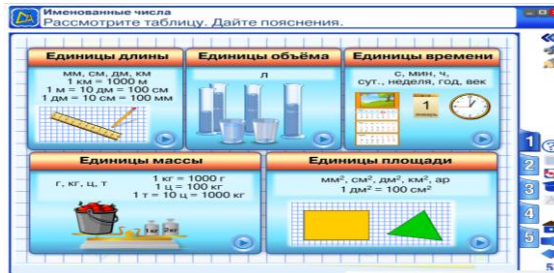 Именованные числа
Рассмотрите таблицу. Дайте пояснения.
Единицы длины
мм, см, дм, км
1 км = 1000 м
1 м = 10 дм = 100 см
1 дм = 10 см = 100 мм
Единицы объёма
л
Единицы времени
с, мин, ч,
сут., неделя, год, век
1
январь
Единицы массы
г, кг, ц, т
1 кг = 1000 г
1 ц = 100 кг
1 т = 10 ц = 1000 кг
1кг 2кг
Единицы площади
мм², см², дм², км², ар
1 дм² = 100 см²
1
2
3
4
5